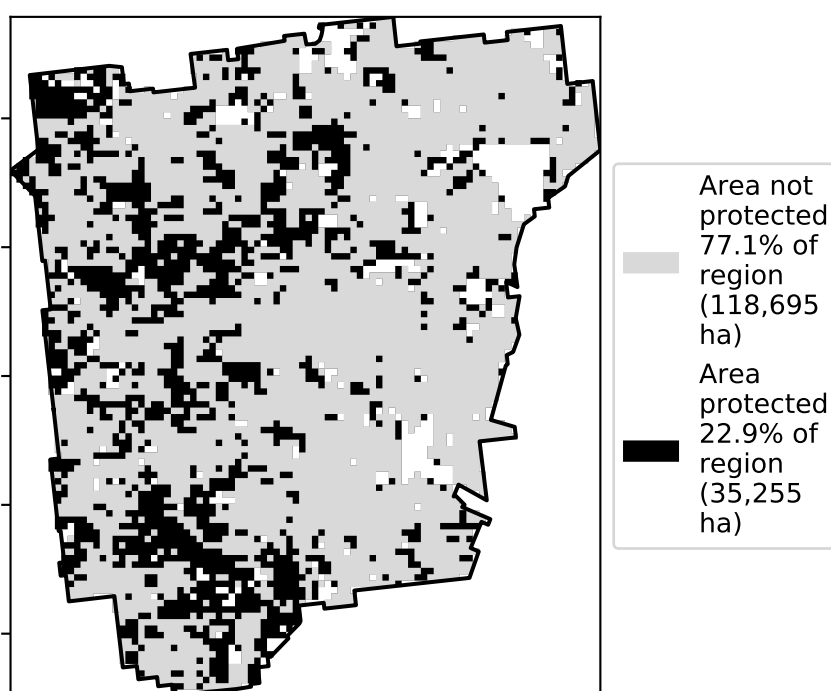 Area not
protected
77.1% of
region
(118,695
ha)
Area
protected
22.9% of
region
(35,255
ha)